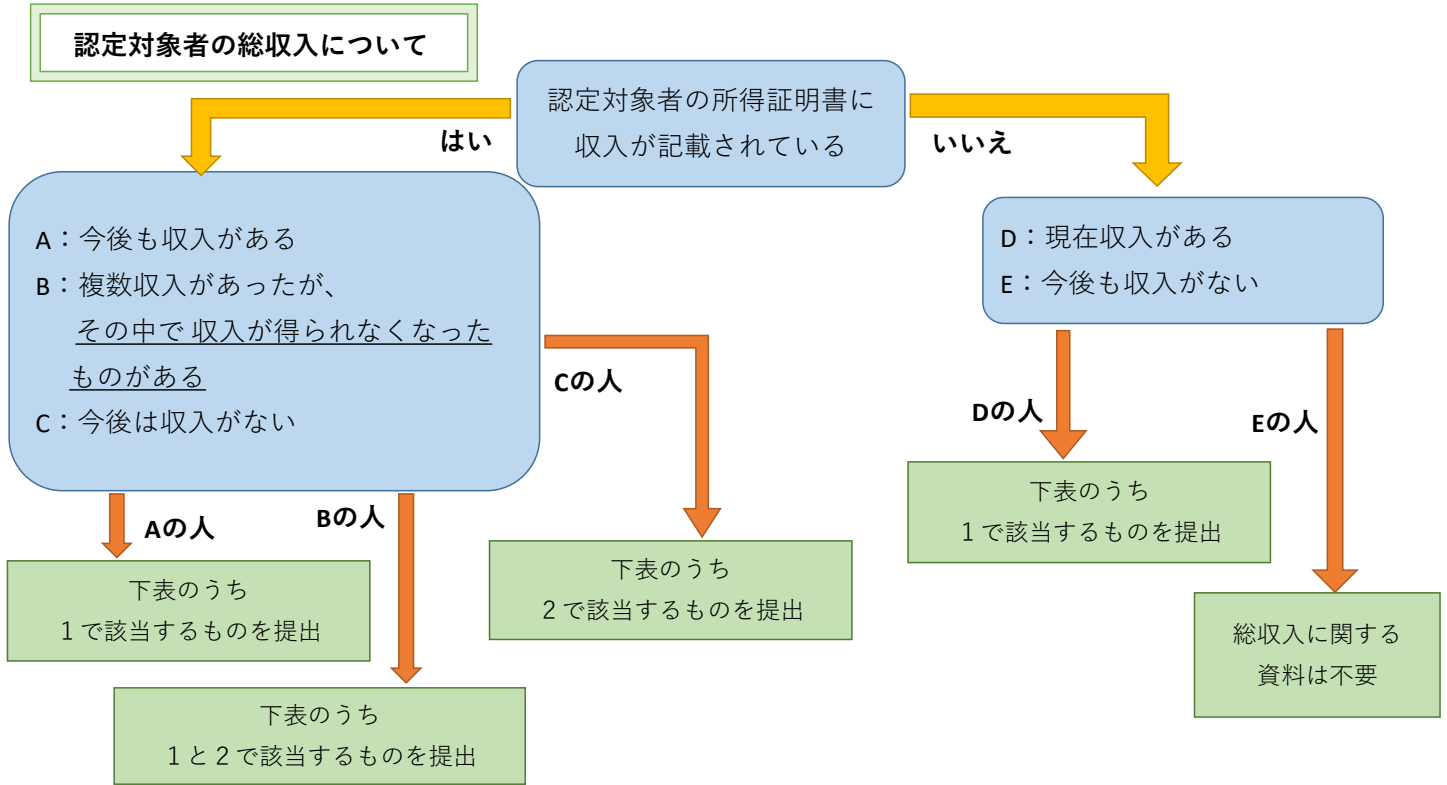 認定対象者の総収入について
認定対象者の所得証明書に
収入が記載されている
はい
いいえ
A：今後も収入がある
B：複数収入があったが、
その中で 収入が得られなくなった
ものがある
C：今後は収入がない
D：現在収入がある
E：今後も収入がない
Cの人
Dの人
Eの人
Aの人
Bの人
下表のうち
１で該当するものを提出
下表のうち
１と２で該当するものを提出
下表のうち
２で該当するものを提出
下表のうち
１で該当するものを提出
総収入に関する
資料は不要